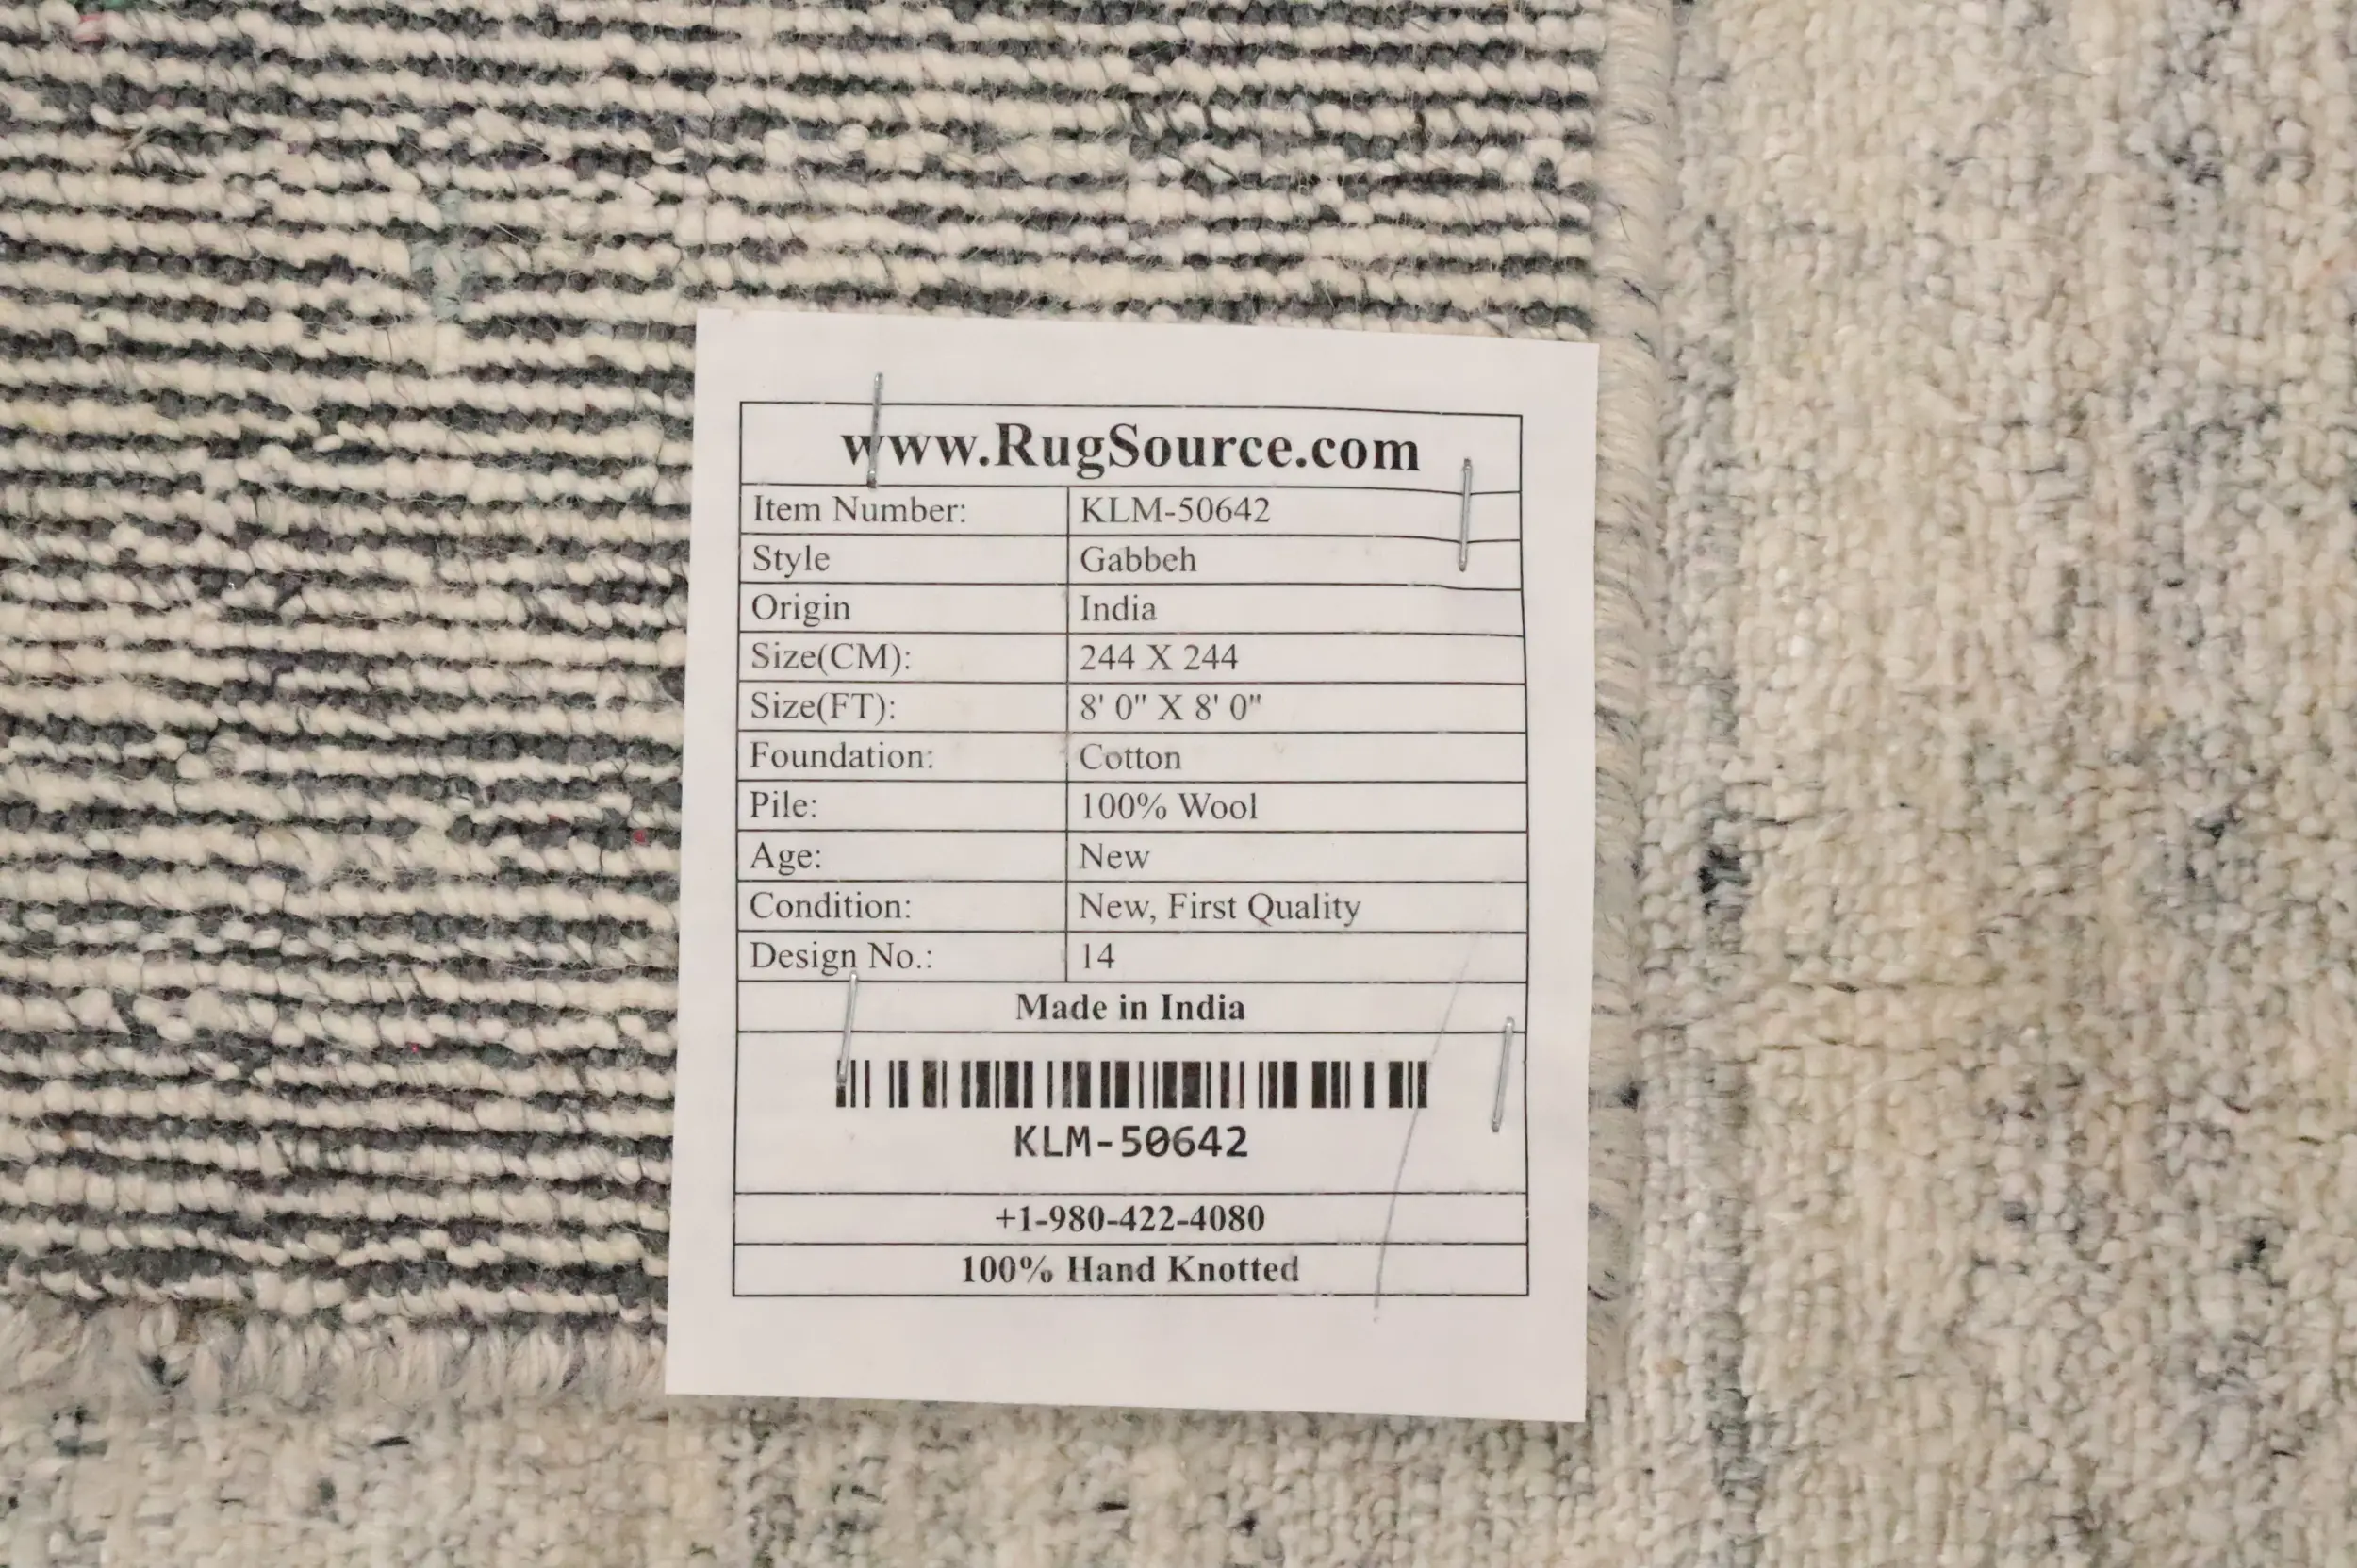 www.RugSource.com
Item Number: KLM-50642
Style Gabbeh
Origin India
Size(CM): 244 X 244
Size(FT): 8' 0" X 8' 0"
Foundation: Cotton
Pile: 100% Wool
Age: New
Condition: New, First Quality
Design No.: 14
Made in India
KLM-50642
+1-980-422-4080
100% Hand Knotted